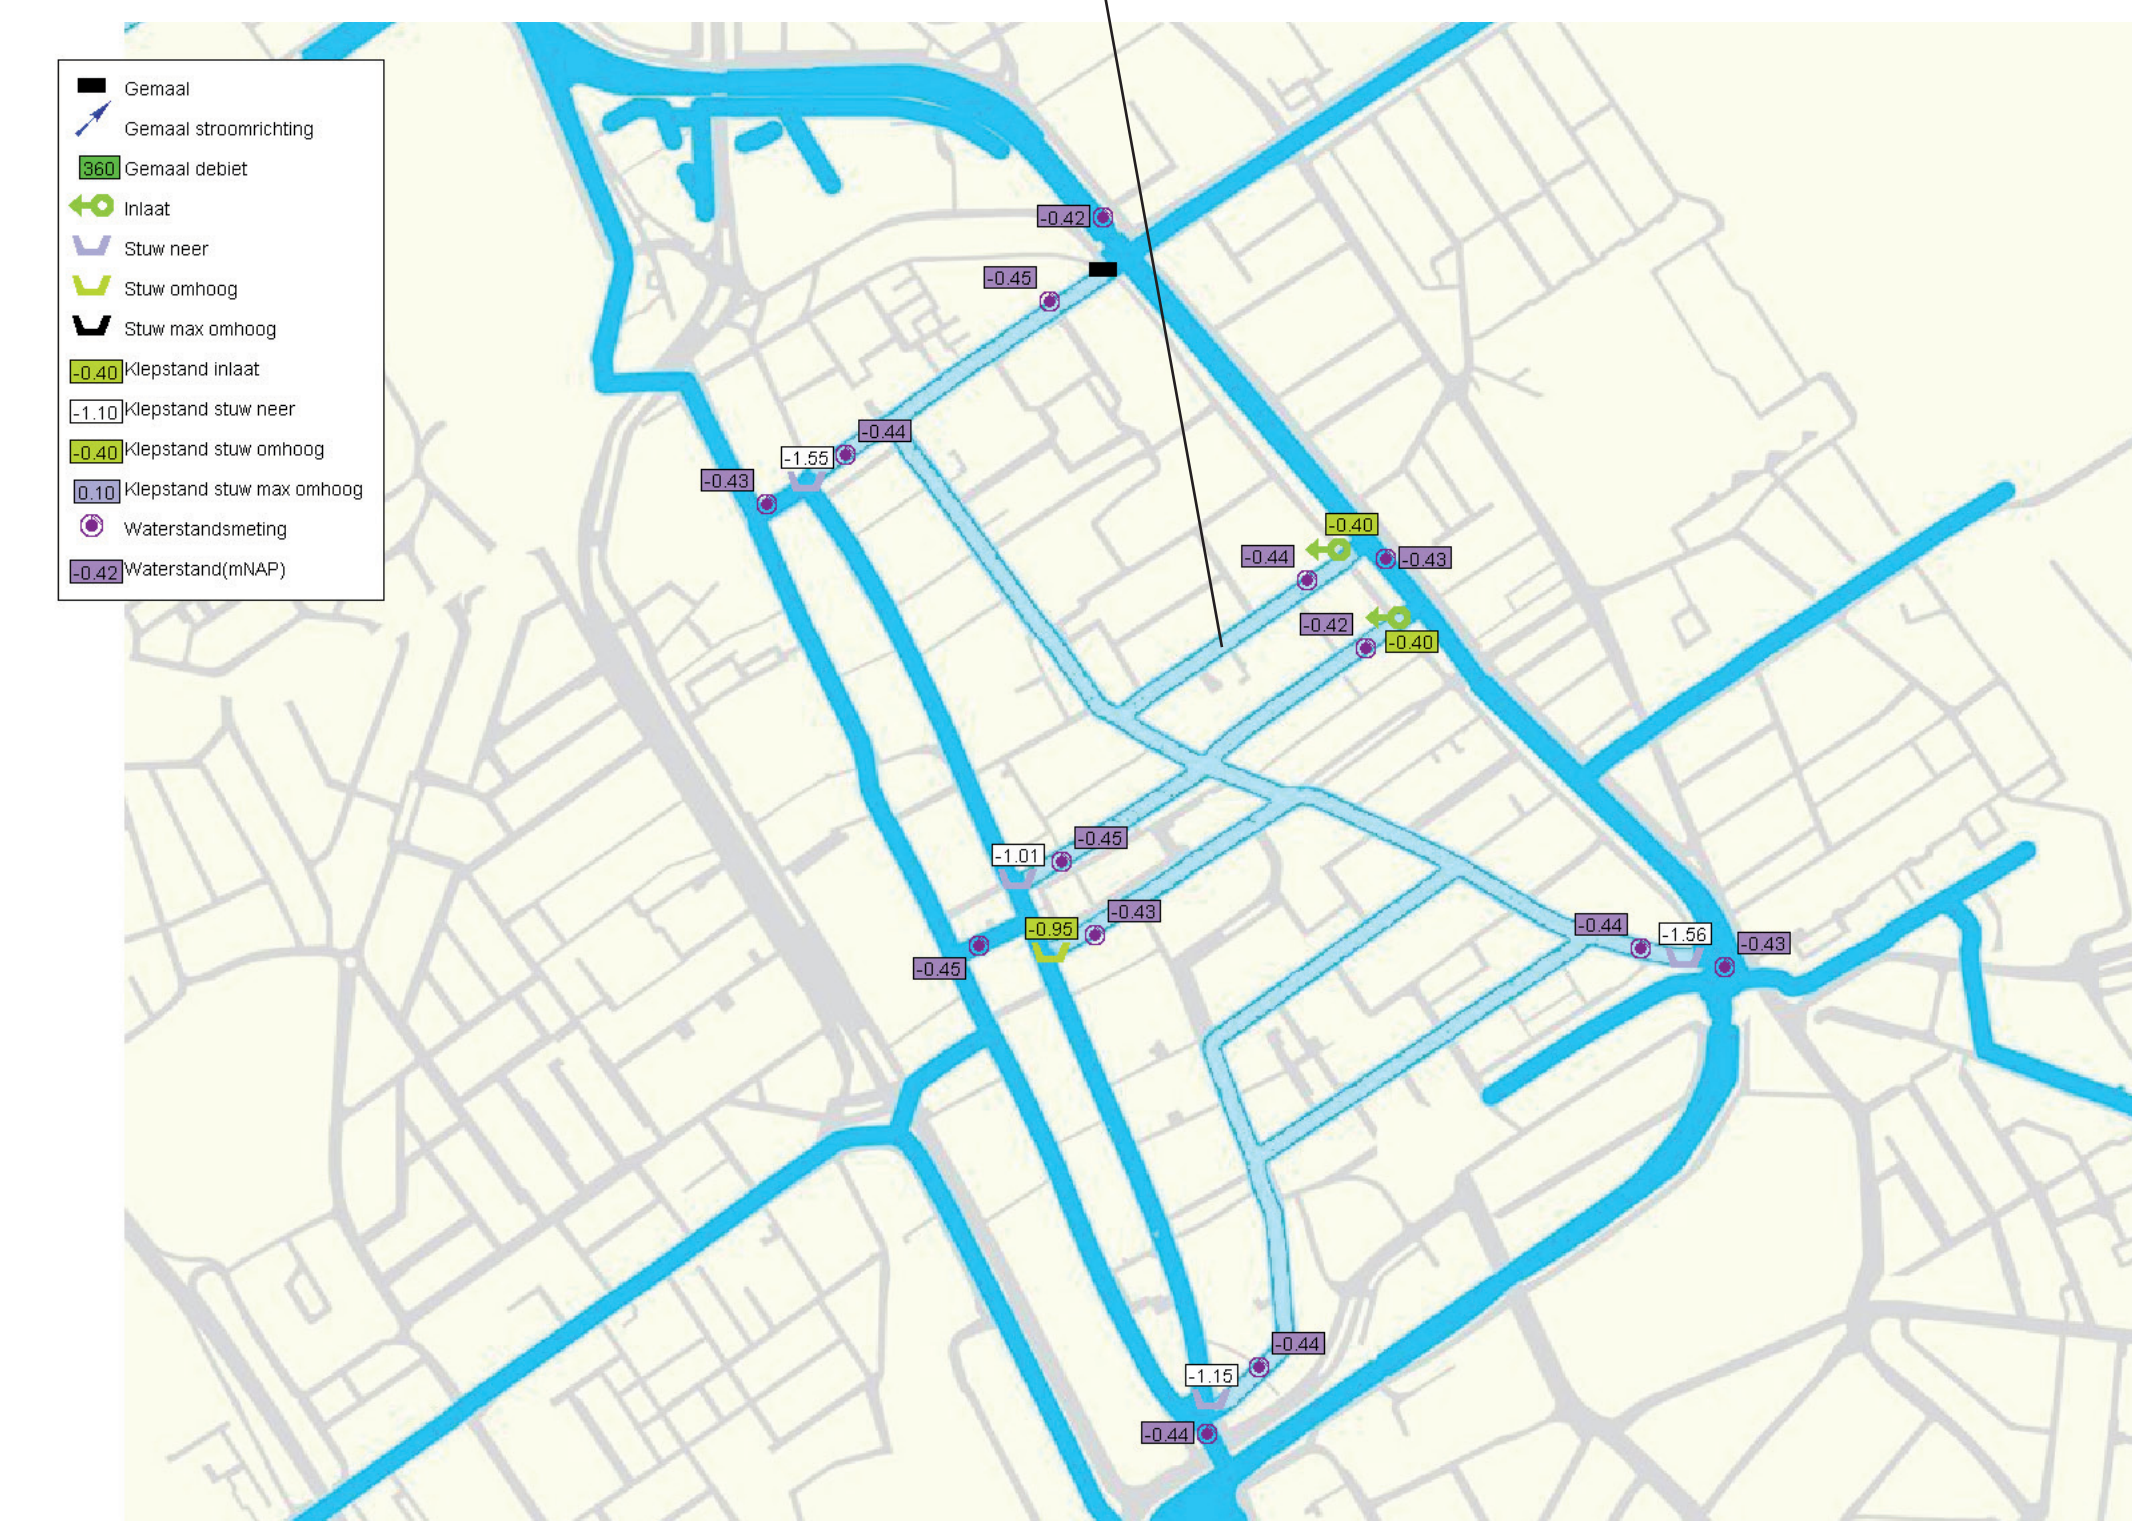 Gemaal
Gemaal stroomrichting
360 Gemaal debiet
Inlaat
Stuw neer
Stuw omhoog
Stuw max omhoog
-0.40 Klepstand inlaat
-1.10 Klepstand stuw neer
-0.40 Klepstand stuw omhoog
0.10 Klepstand stuw max omhoog
Waterstandsmeting
-0.42 Waterstand(mNAP)
-0.42
-0.45
-0.44
-1.55
-0.43
-0.40
-0.44
-0.43
-0.42
-0.40
-0.45
-1.01
-0.43
-0.95
-0.45
-0.44
-1.56
-0.43
-0.44
-1.15
-0.44